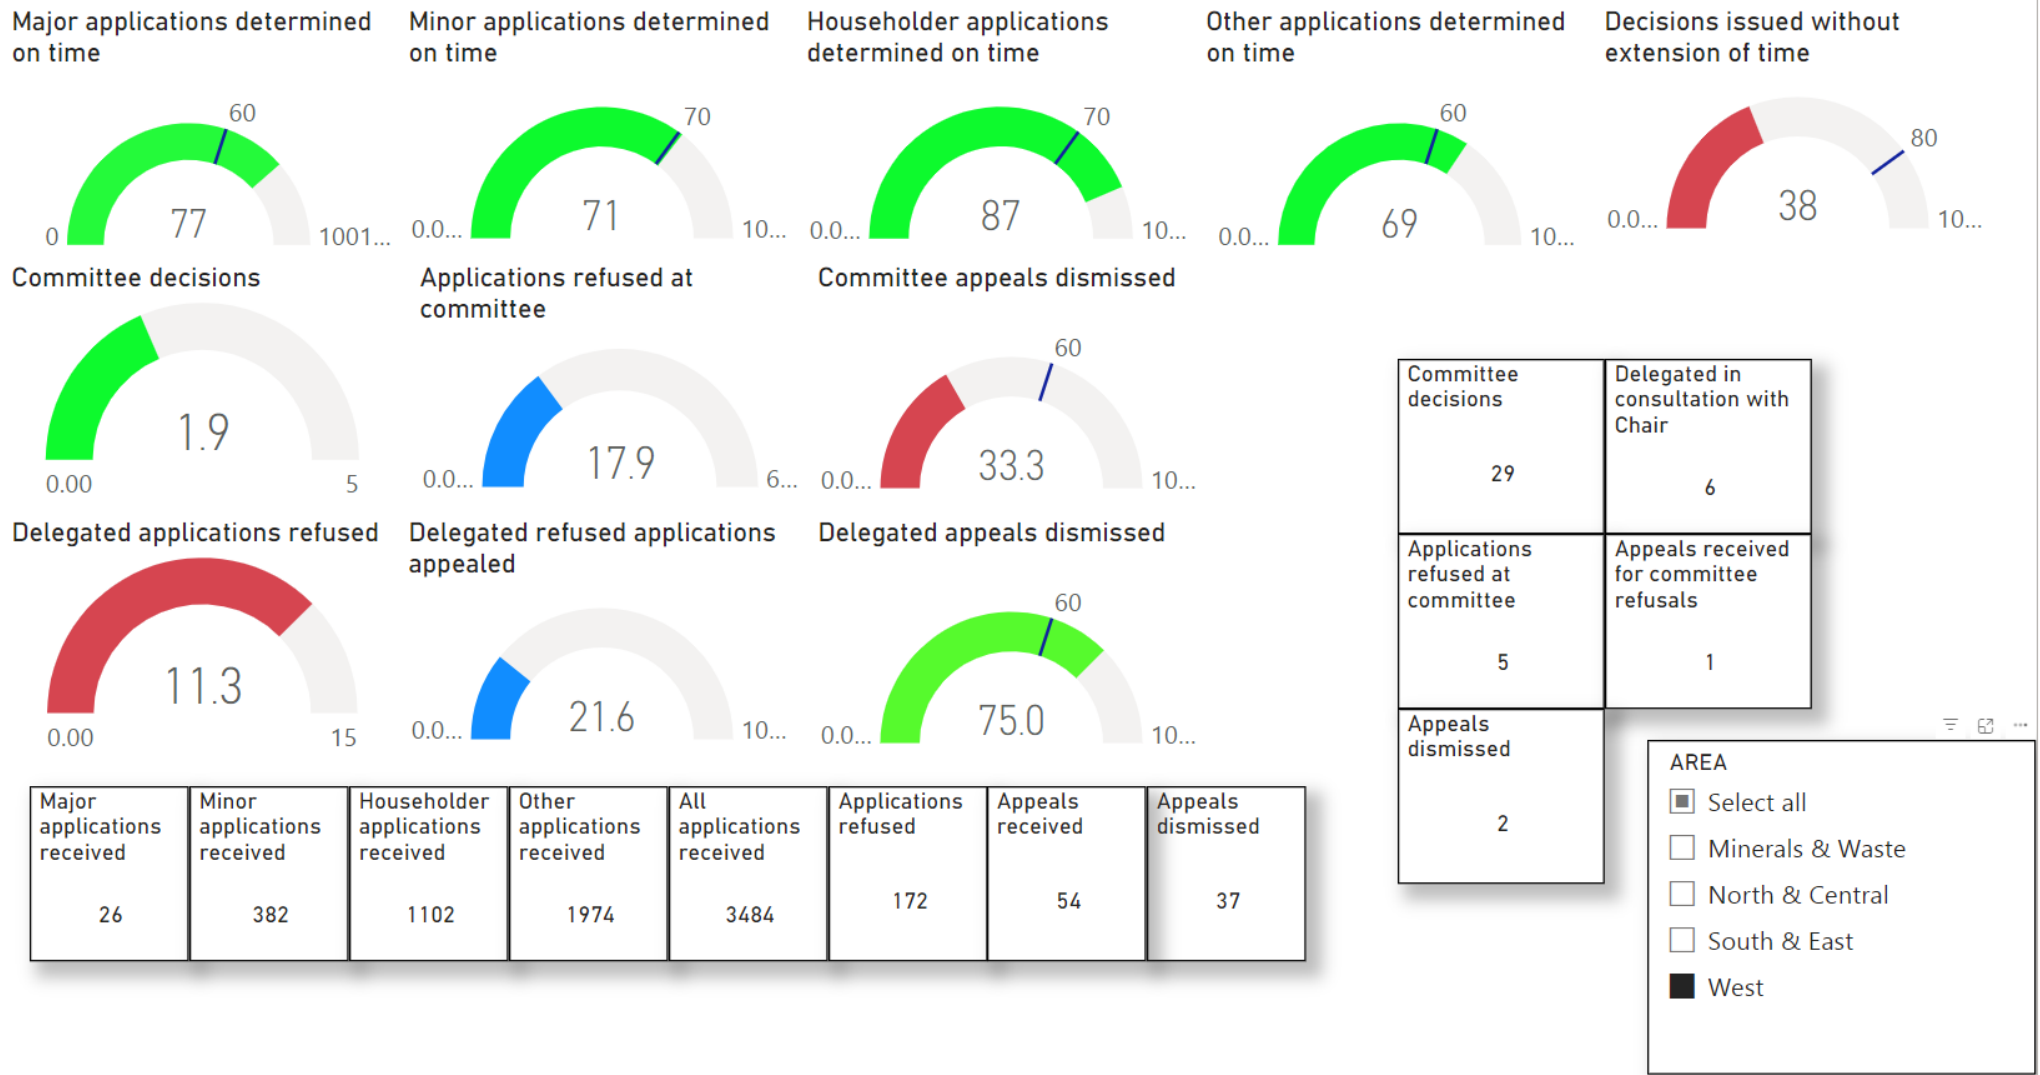 Major applications determined
on time
0
60
77
1001...
Minor applications determined
on time
0.0...
70
71
10...
Householder applications
determined on time
0.0...
70
87
10...
Other applications determined
on time
0.0...
60
69
10...
Decisions issued without
extension of time
0.0...
80
38
10...
Committee decisions
1.9
0.00
5
Applications refused at
committee
0.0...
17.9
6...
Committee appeals dismissed
60
0.0...
33.3
10...
Delegated applications refused
11.3
0.00
15
Delegated refused applications
appealed
0.0...
21.6
10...
Delegated appeals dismissed
60
0.0...
75.0
10...
Committee
decisions
29
Delegated in
consultation with
Chair
6
Applications
refused at
committee
5
Appeals received
for committee
refusals
1
Appeals
dismissed
2
Major
applications
received
26
Minor
applications
received
382
Householder
applications
received
1102
Other
applications
received
1974
All
applications
received
3484
Applications
refused
172
Appeals
received
54
Appeals
dismissed
37
AREA
Select all
Minerals & Waste
North & Central
South & East
West